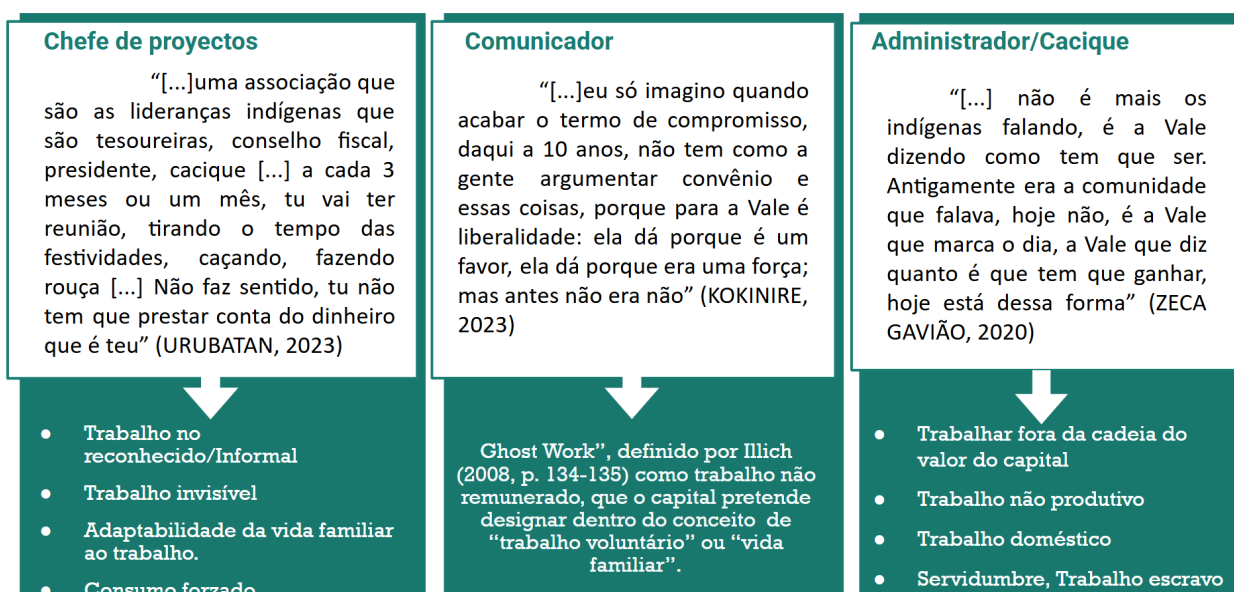 Chefe de proyectos
“[...]uma associação que
são as lideranças indígenas que
são tesoureiras, conselho fiscal,
presidente, cacique [...] a cada 3
meses ou um mês, tu vai ter
reunião, tirando o tempo das
festividades, caçando, fazendo
rouça [...] Não faz sentido, tu não
tem que prestar conta do dinheiro
que é teu” (URUBATAN, 2023)
● Trabalho no
reconhecido/Informal
● Trabalho invisível
● Adaptabilidade da vida familiar
ao trabalho.
Consumo forzado
Comunicador
“[...]eu só imagino quando
acabar o termo de compromisso,
daqui a 10 anos, não tem como a
gente argumentar convênio e
essas coisas, porque para a Vale é
liberalidade: ela dá porque é um
favor, ela dá porque era uma força;
mas antes não era não” (KOKINIRE,
2023)
Ghost Work”, definido por Illich
(2008, p. 134-135) como trabalho não
remunerado, que o capital pretende
designar dentro do conceito de
“trabalho voluntário” ou “vida
familiar”.
Administrador/Cacique
“[...] não é mais os
indígenas falando, é a Vale
dizendo como tem que ser.
Antigamente era a comunidade
que falava, hoje não, é a Vale
que marca o dia, a Vale que diz
quanto é que tem que ganhar,
hoje está dessa forma” (ZECA
GAVIÃO, 2020)
● Trabalhar fora da cadeia do
valor do capital
● Trabalho não produtivo
● Trabalho doméstico
● Servidumbre, Trabalho escravo